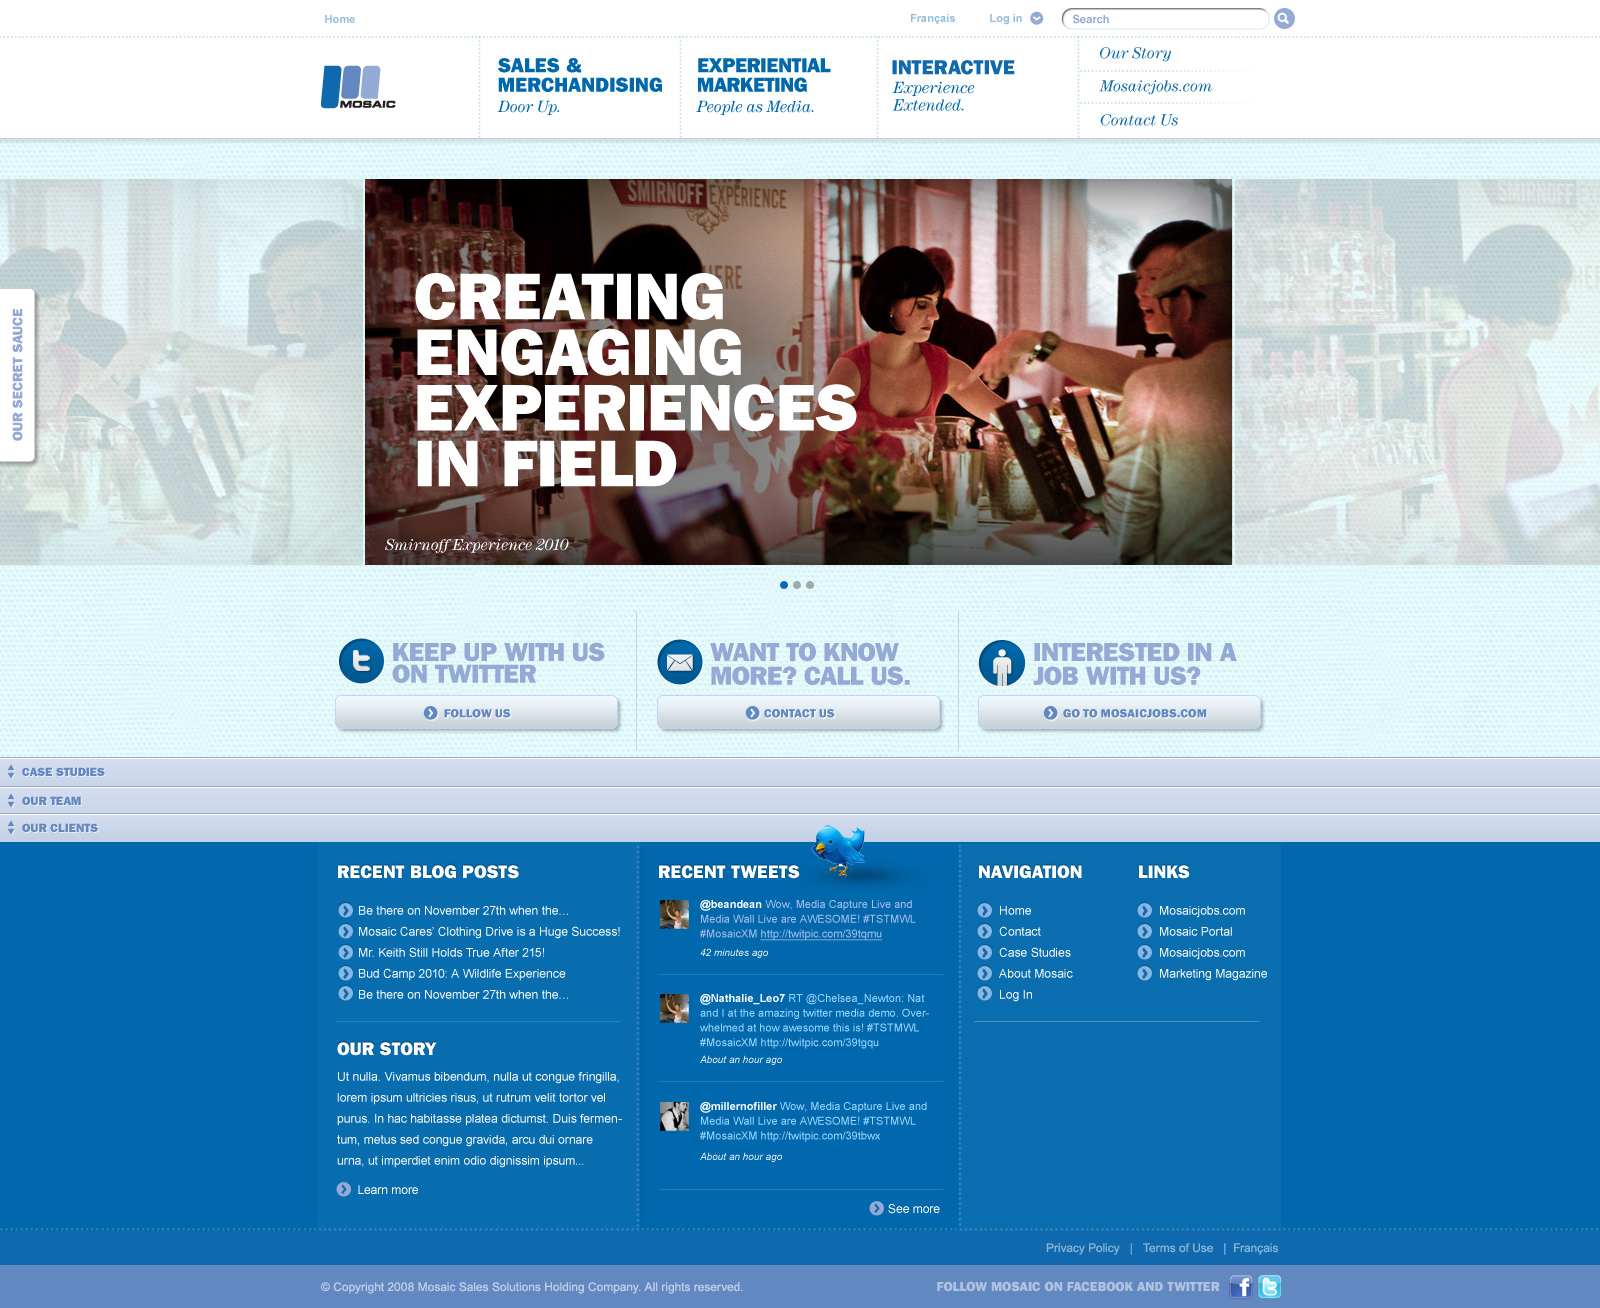 Home
Français
Log in
Search
MOSAIC
SALES &
MERCHANDISING
Door Up.
EXPERIENTIAL
MARKETING
People as Media.
INTERACTIVE
Experience
Extended.
Our Story
Mosaicjobs.com
Contact Us
OUR SECRET SAUCE
SMIRNOFF EXPERIENCE
HERE
SMIRNOFF
CREATING
ENGAGING
EXPERIENCES
IN FIELD
Smirnoff Experience 2010
KEEP UP WITH US
ON TWITTER
FOLLOW US
WANT TO KNOW
MORE? CALL US.
CONTACT US
INTERESTED IN A
JOB WITH US?
GO TO MOSAICJOBS.COM
CASE STUDIES
OUR TEAM
OUR CLIENTS
RECENT BLOG POSTS
Be there on November 27th when the...
Mosaic Cares' Clothing Drive is a Huge Success!
Mr. Keith Still Holds True After 215!
Bud Camp 2010: A Wildlife Experience
Be there on November 27th when the...
OUR STORY
Ut nulla. Vivamus bibendum, nulla ut congue fringilla,
lorem ipsum ultricies risus, ut rutrum velit tortor vel
purus. In hac habitasse platea dictumst. Duis fermen-
tum, metus sed congue gravida, arcu dui ornare
urna, ut imperdiet enim odio dignissim ipsum...
Learn more
RECENT TWEETS
@beandean Wow, Media Capture Live and
Media Wall Live are AWESOME! #TSTMWL
#MosaicXM http://twitpic.com/39tqmu
42 minutes ago
@Nathalie_Leo7 RT @Chelsea_Newton: Nat
and I at the amazing twitter media demo. Over-
whelmed at how awesome this is! #TSTMWL
#MosaicXM http://twitpic.com/39tgqu
About an hour ago
@millernofiller Wow, Media Capture Live and
Media Wall Live are AWESOME! #TSTMWL
#MosaicXM http://twitpic.com/39tbwx
About an hour ago
See more
NAVIGATION
Home
Contact
Case Studies
About Mosaic
Log In
LINKS
Mosaicjobs.com
Mosaic Portal
Mosaicjobs.com
Marketing Magazine
Privacy Policy | Terms of Use | Français
© Copyright 2008 Mosaic Sales Solutions Holding Company. All rights reserved.
FOLLOW MOSAIC ON FACEBOOK AND TWITTER